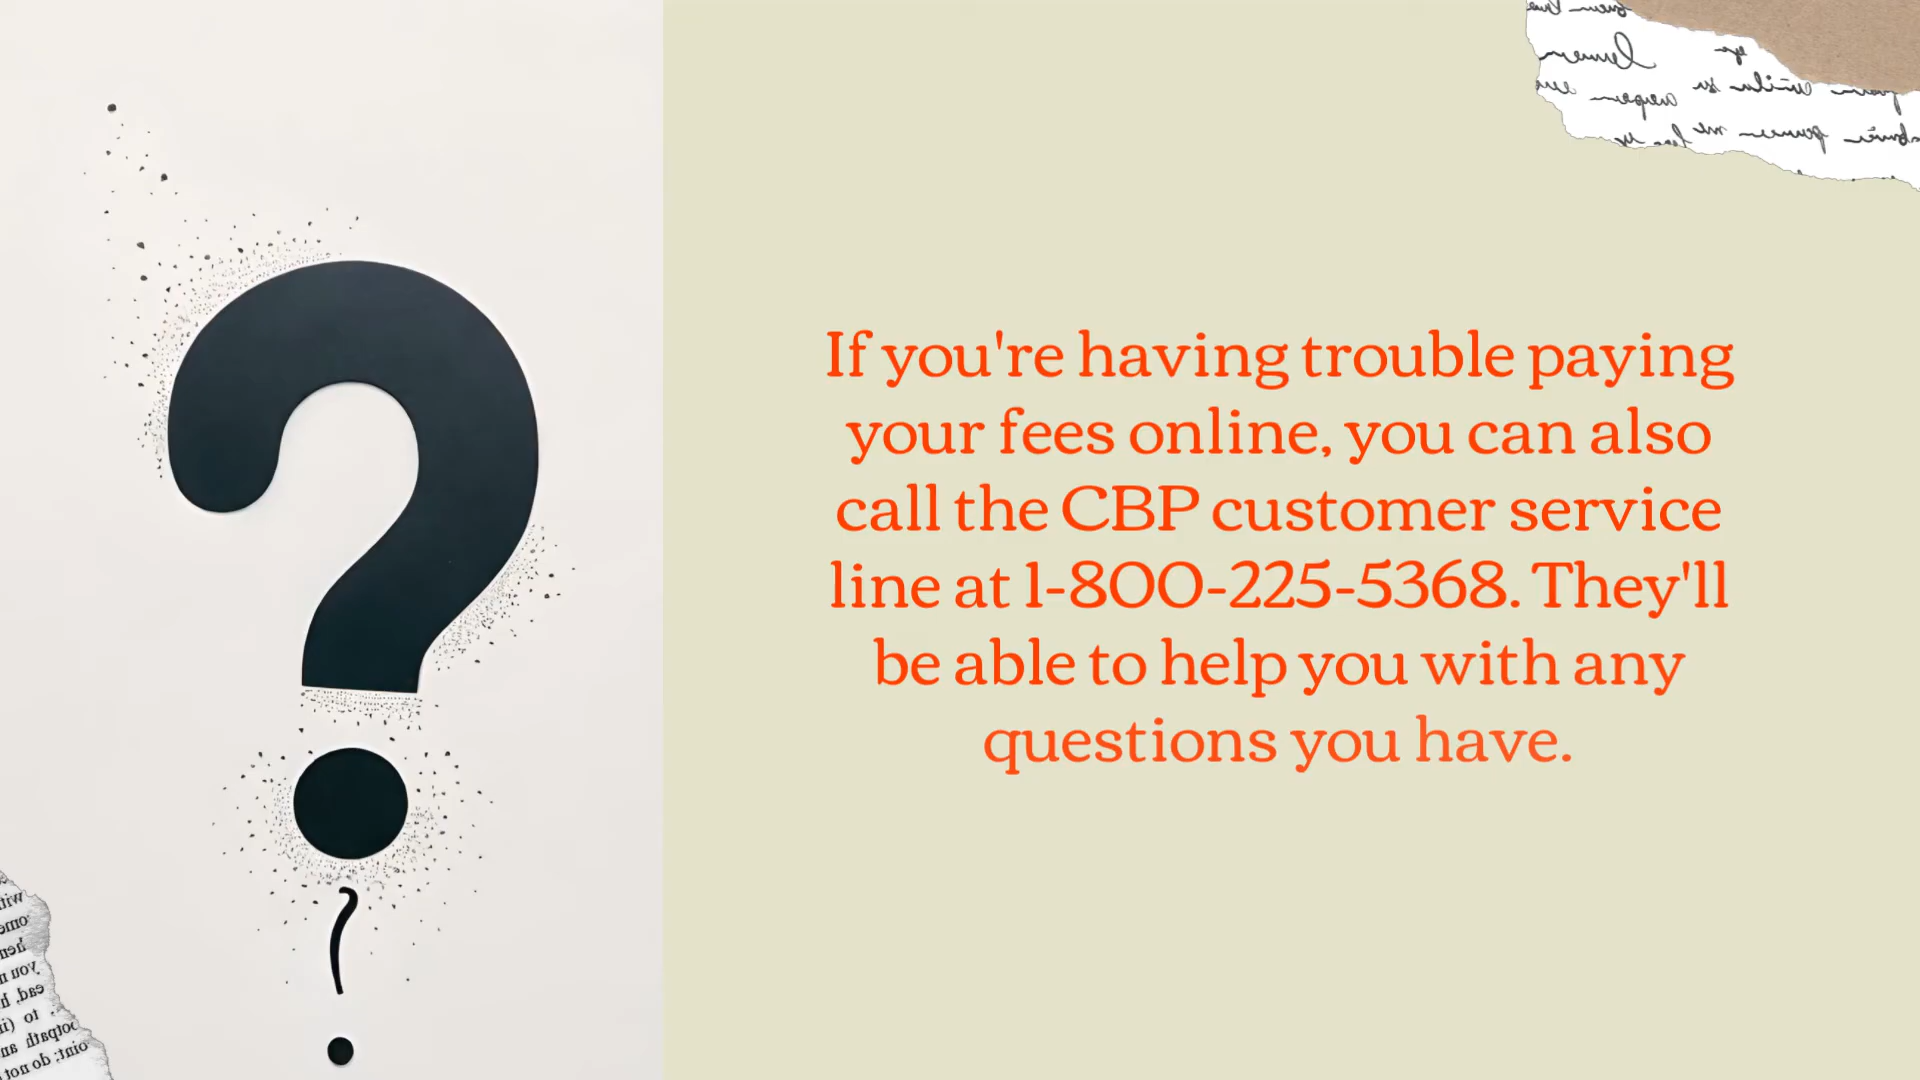 If you're having trouble paying
your fees online, you can also
call the CBP customer service
line at 1-800-225-5368. They'll
be able to help you with any
questions you have.